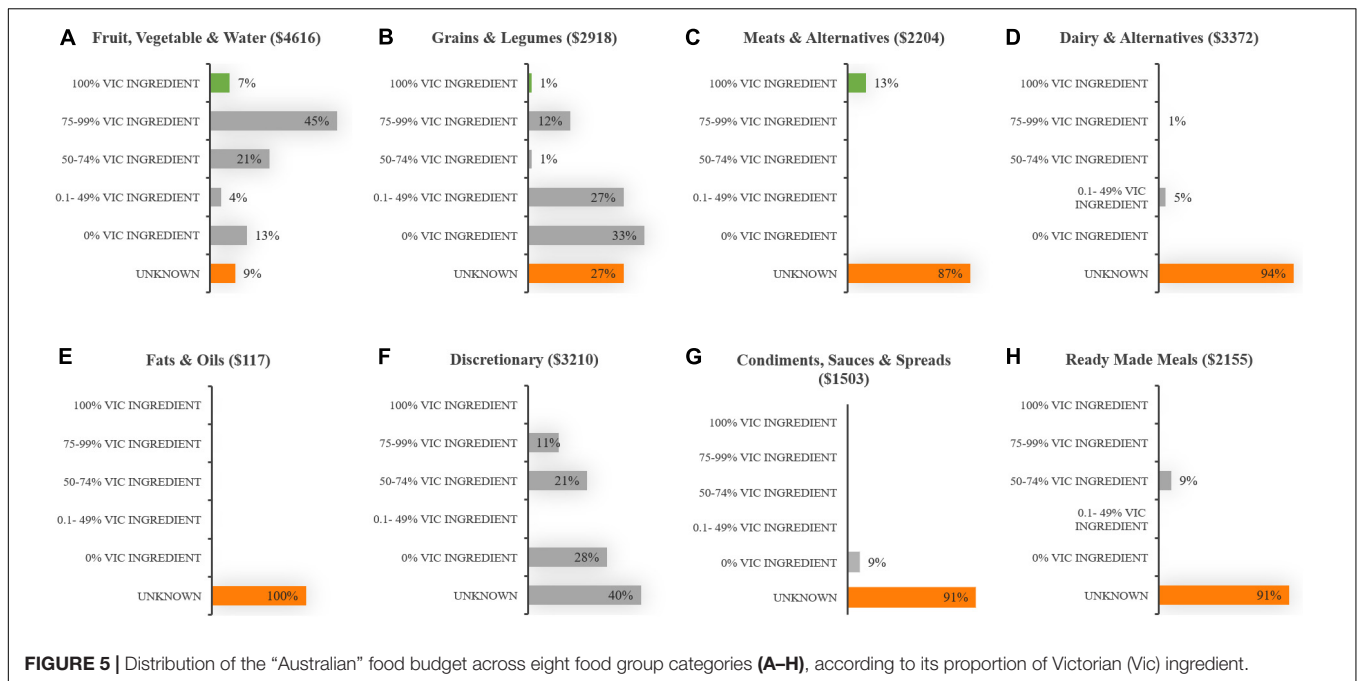 A Fruit, Vegetable & Water ($4616)
100% VIC INGREDIENT 7%
75-99% VIC INGREDIENT 45%
50-74% VIC INGREDIENT 21%
0.1- 49% VIC INGREDIENT 4%
0% VIC INGREDIENT 13%
UNKNOWN 9%
B Grains & Legumes ($2918)
100% VIC INGREDIENT 1%
75-99% VIC INGREDIENT 12%
50-74% VIC INGREDIENT 1%
0.1- 49% VIC INGREDIENT 27%
0% VIC INGREDIENT 33%
UNKNOWN 27%
C Meats & Alternatives ($2204)
100% VIC INGREDIENT 13%
75-99% VIC INGREDIENT
50-74% VIC INGREDIENT
0.1- 49% VIC INGREDIENT
0% VIC INGREDIENT
UNKNOWN 87%
D Dairy & Alternatives ($3372)
100% VIC INGREDIENT
75-99% VIC INGREDIENT 1%
50-74% VIC INGREDIENT
0.1- 49% VIC
INGREDIENT 5%
0% VIC INGREDIENT
UNKNOWN 94%
E Fats & Oils ($117)
100% VIC INGREDIENT
75-99% VIC INGREDIENT
50-74% VIC INGREDIENT
0.1- 49% VIC INGREDIENT
0% VIC INGREDIENT
UNKNOWN 100%
F Discretionary ($3210)
100% VIC INGREDIENT
75-99% VIC INGREDIENT 11%
50-74% VIC INGREDIENT 21%
0.1- 49% VIC INGREDIENT
0% VIC INGREDIENT 28%
UNKNOWN 40%
G Condiments, Sauces & Spreads
($1503)
100% VIC INGREDIENT
75-99% VIC INGREDIENT
50-74% VIC INGREDIENT
0.1- 49% VIC INGREDIENT
0% VIC INGREDIENT 9%
UNKNOWN 91%
H Ready Made Meals ($2155)
100% VIC INGREDIENT
75-99% VIC INGREDIENT
50-74% VIC INGREDIENT 9%
0.1- 49% VIC
INGREDIENT
0% VIC INGREDIENT
UNKNOWN 91%
FIGURE 5 | Distribution of the “Australian” food budget across eight food group categories (A–H), according to its proportion of Victorian (Vic) ingredient.